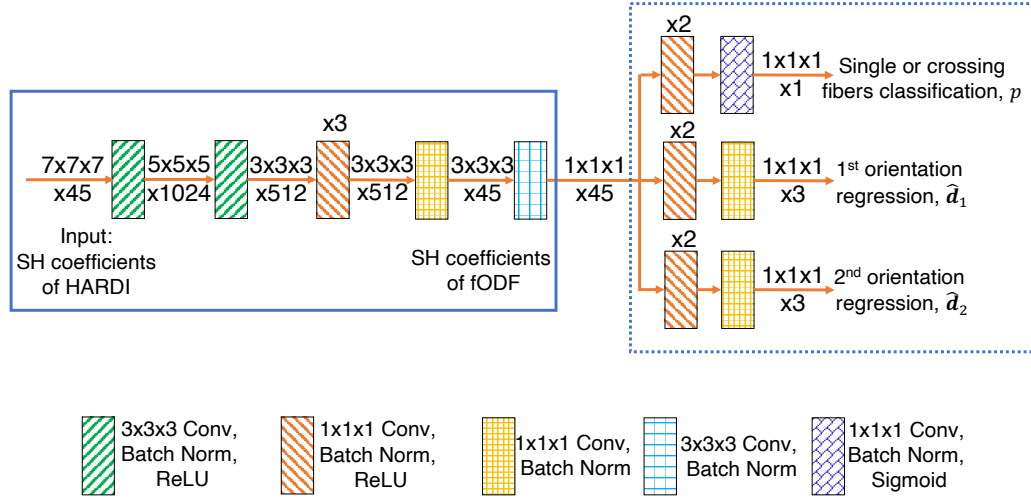 7x7x7
x45
Input:
SH coefficients
of HARDI
5x5x5
x1024
3x3x3
x512
x3
3x3x3
x512
3x3x3
x45
SH coefficients
of fODF
1x1x1
x45
x2
1x1x1
x1
Single or crossing
fibers classification, p
x2
1x1x1
x3
1st orientation
regression, d̂₁
x2
1x1x1
x3
2nd orientation
regression, d̂₂
3x3x3 Conv,
Batch Norm,
ReLU
1x1x1 Conv,
Batch Norm,
ReLU
1x1x1 Conv,
Batch Norm
3x3x3 Conv,
Batch Norm
1x1x1 Conv,
Batch Norm,
Sigmoid